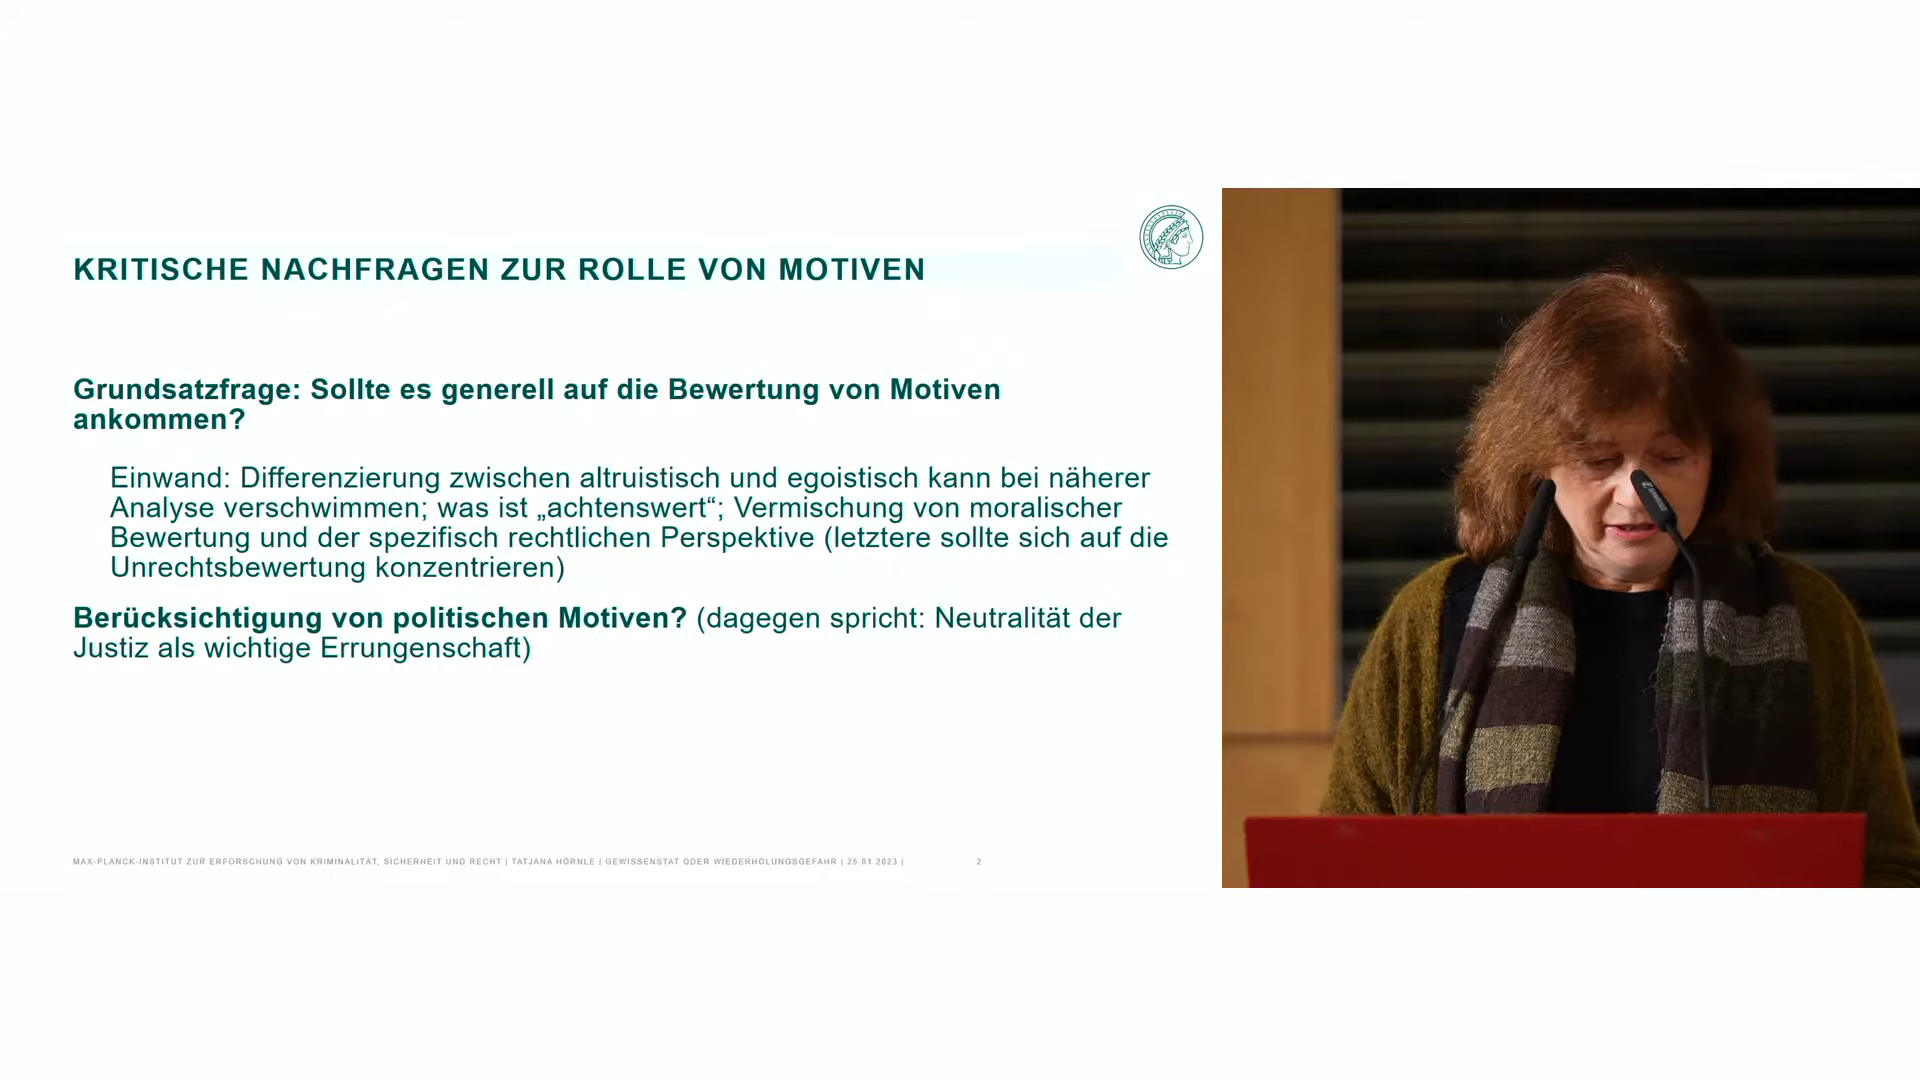 KRITISCHE NACHFRAGEN ZUR ROLLE VON MOTIVEN
Grundsatzfrage: Sollte es generell auf die Bewertung von Motiven
ankommen?
Einwand: Differenzierung zwischen altruistisch und egoistisch kann bei näherer
Analyse verschwimmen; was ist „achtenswert“; Vermischung von moralischer
Bewertung und der spezifisch rechtlichen Perspektive (letztere sollte sich auf die
Unrechtsbewertung konzentrieren)
Berücksichtigung von politischen Motiven? (dagegen spricht: Neutralität der
Justiz als wichtige Errungenschaft)
MAX-PLANCK-INSTITUT ZUR ERFORSCHUNG VON KRIMINALITÄT, SICHERHEIT UND RECHT | TATJANA HÖRNLE | GEWISSENSTAT ODER WIEDERHOLUNGSGEFAHR | 25.01.2023 | 2